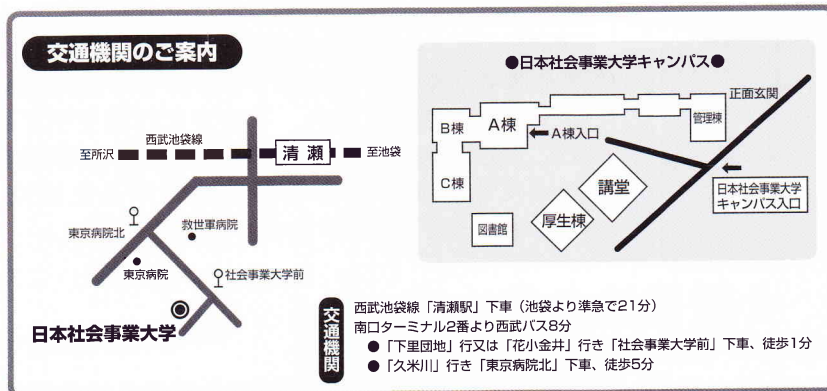 交通機関のご案内
西武池袋線
至所沢
清瀬
至池袋
東京病院北
救世軍病院
東京病院
社会事業大学前
日本社会事業大学
●日本社会事業大学キャンパス●
正面玄関
B棟
A棟
管理棟
A棟入口
C棟
講堂
日本社会事業大学
キャンパス入口
厚生棟
図書館
交通機関
西武池袋線「清瀬駅」下車(池袋より準急で21分)
南口ターミナル2番より西武バス8分
●「下里団地」行又は「花小金井」行き「社会事業大学前」下車、徒歩1分
●「久米川」行き「東京病院北」下車、徒歩5分